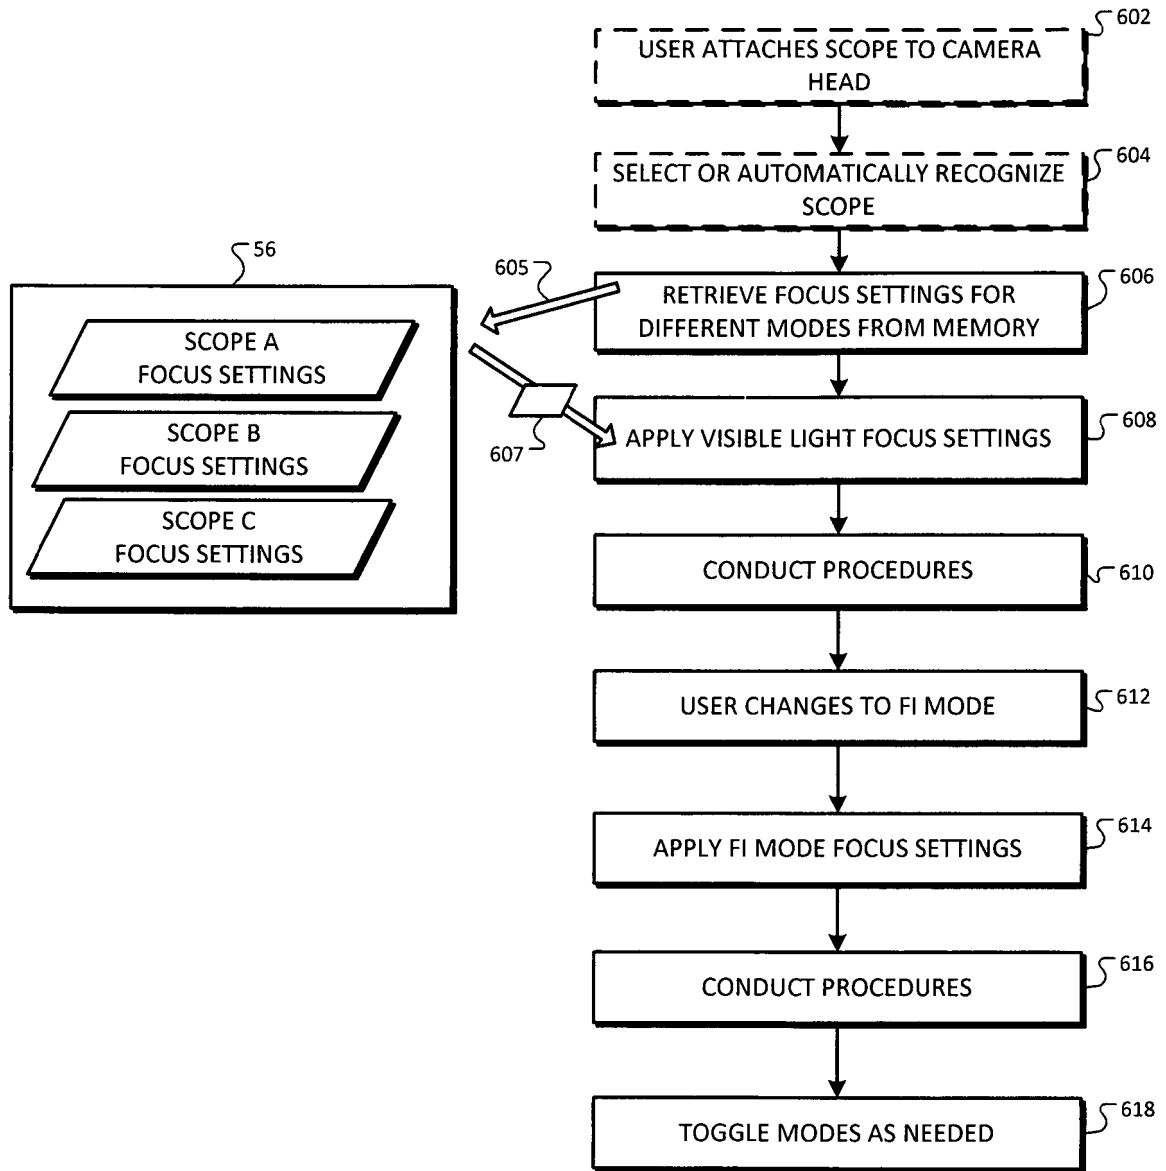 602
USER ATTACHES SCOPE TO CAMERA
HEAD
604
SELECT OR AUTOMATICALLY RECOGNIZE
SCOPE
56
605
606
RETRIEVE FOCUS SETTINGS FOR
DIFFERENT MODES FROM MEMORY
SCOPE A
FOCUS SETTINGS
SCOPE B
FOCUS SETTINGS
SCOPE C
FOCUS SETTINGS
607
APPLY VISIBLE LIGHT FOCUS SETTINGS
608
CONDUCT PROCEDURES
610
USER CHANGES TO FI MODE
612
APPLY FI MODE FOCUS SETTINGS
614
CONDUCT PROCEDURES
616
TOGGLE MODES AS NEEDED
618